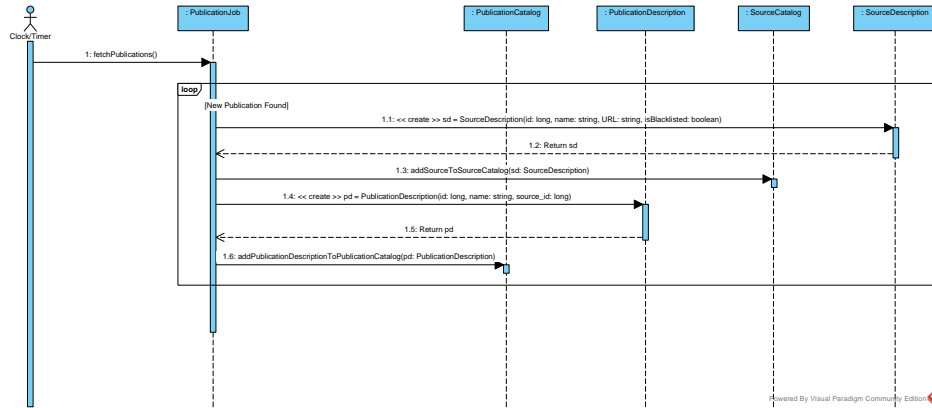 : PublicationJob
: PublicationCatalog
: PublicationDescription
: SourceCatalog
: SourceDescription
Clock/Timer
1: fetchPublications()
loop
[New Publication Found]
1.1: << create >> sd = SourceDescription(id: long, name: string, URL: string, isBlacklisted: boolean)
1.2: Return sd
1.3: addSourceToSourceCatalog(sd: SourceDescription)
1.4: << create >> pd = PublicationDescription(id: long, name: string, source_id: long)
1.5: Return pd
1.6: addPublicationDescriptionToPublicationCatalog(pd: PublicationDescription)
Powered By Visual Paradigm Community Edition